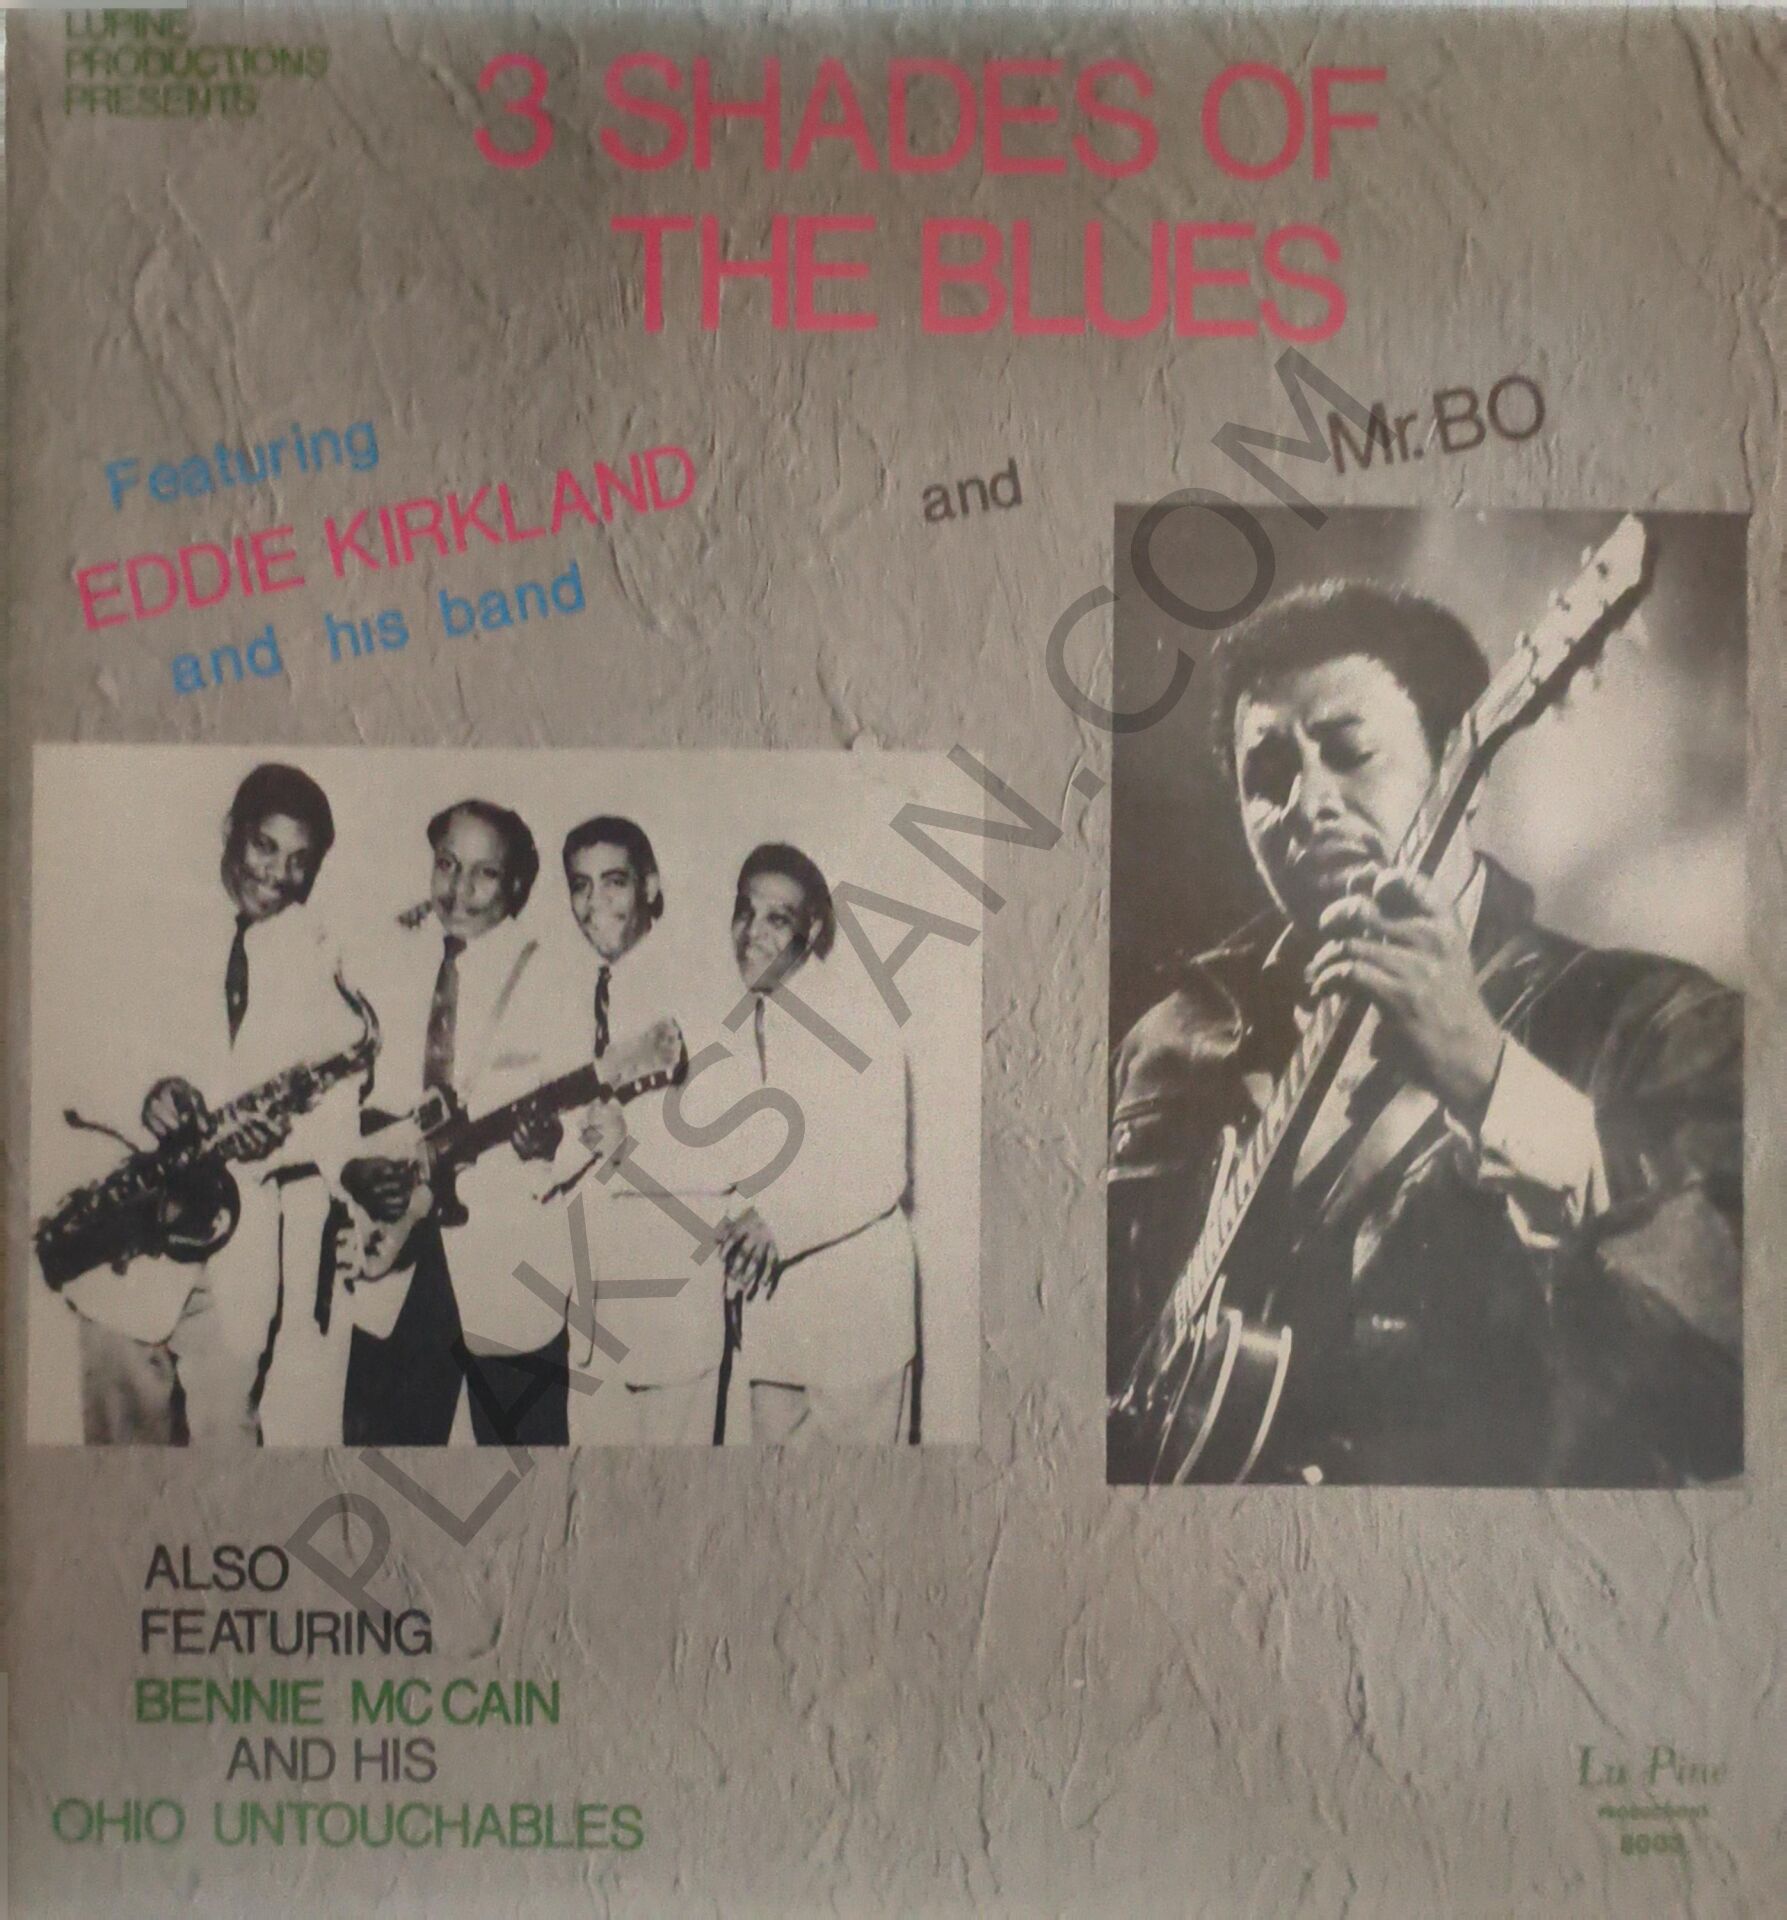 LUPINE
PRODUCTIONS
PRESENTS
3 SHADES OF
THE BLUES
Featuring
EDDIE KIRKLAND
and his band
and
Mr. BO
ALSO
FEATURING
BENNIE MC CAIN
AND HIS
OHIO UNTOUCHABLES
Lu Pine
PRODUCTIONS
PLAKISTAN.COM